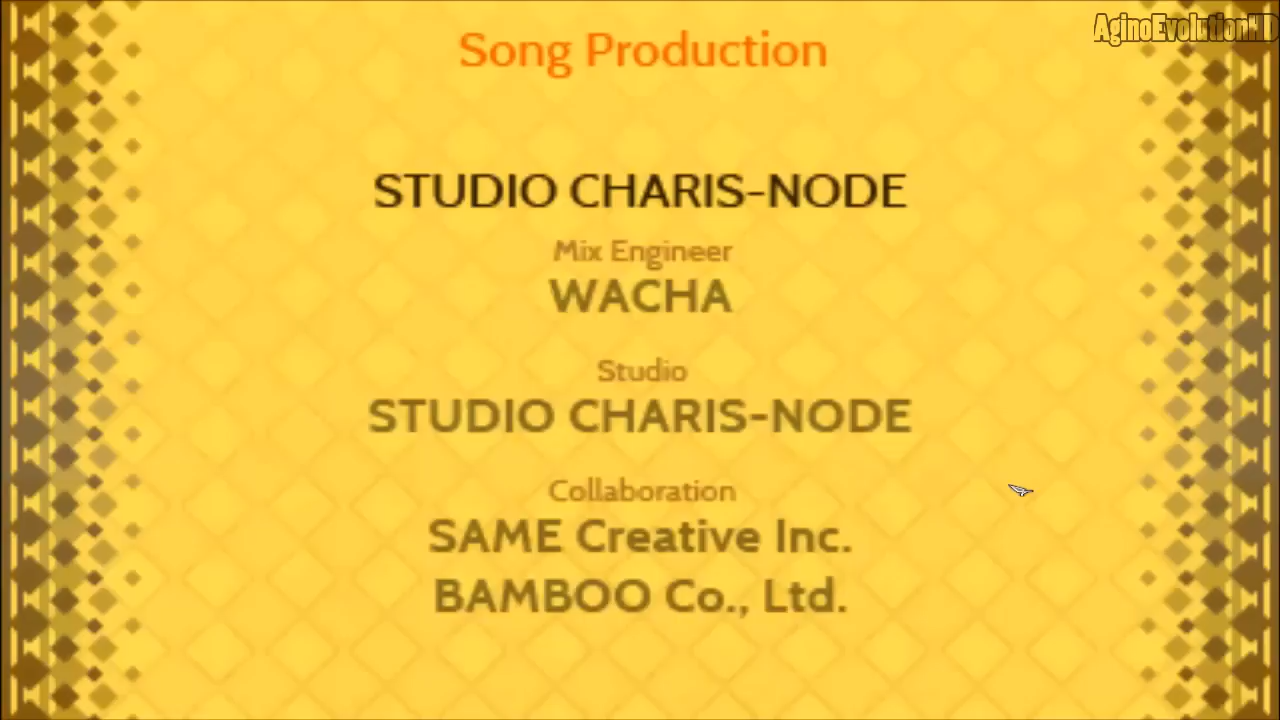 AginoEvolutionHD
Song Production
STUDIO CHARIS-NODE
Mix Engineer
WACHA
Studio
STUDIO CHARIS-NODE
Collaboration
SAME Creative Inc.
BAMBOO Co., Ltd.